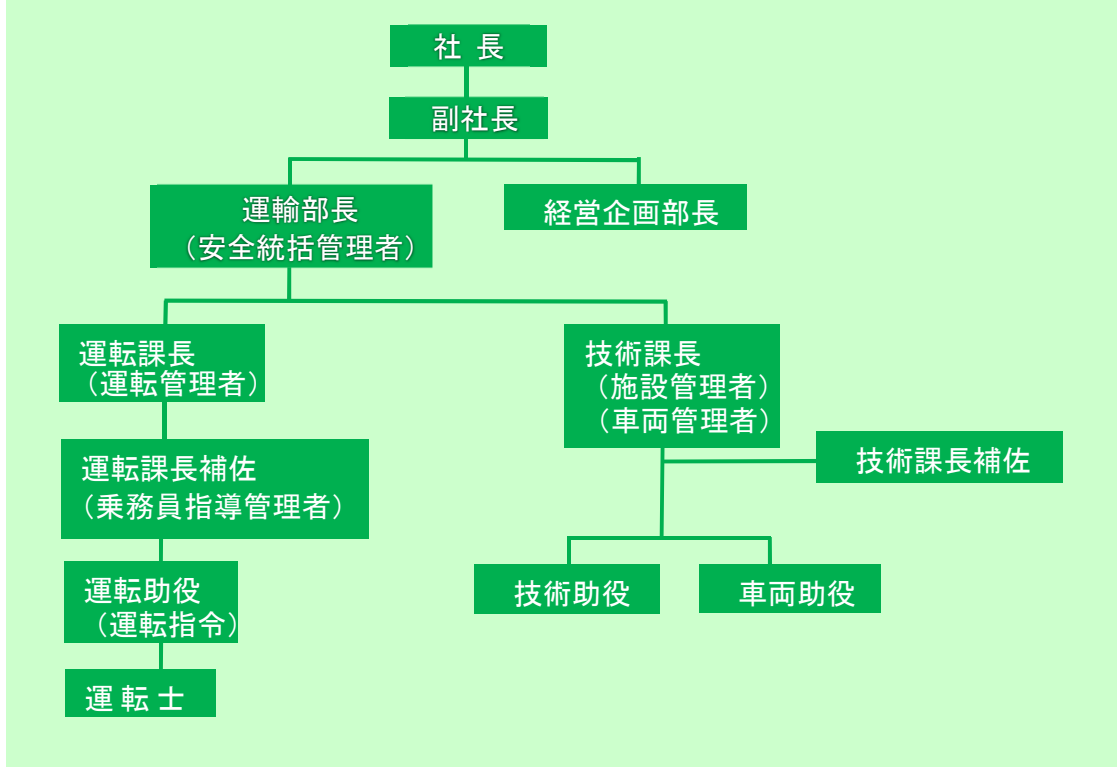 社 長
副社長
運輸部長
（安全統括管理者）
経営企画部長
運転課長
（運転管理者）
技術課長
（施設管理者）
（車両管理者）
運転課長補佐
（乗務員指導管理者）
技術課長補佐
運転助役
（運転指令）
技術助役
車両助役
運 転 士